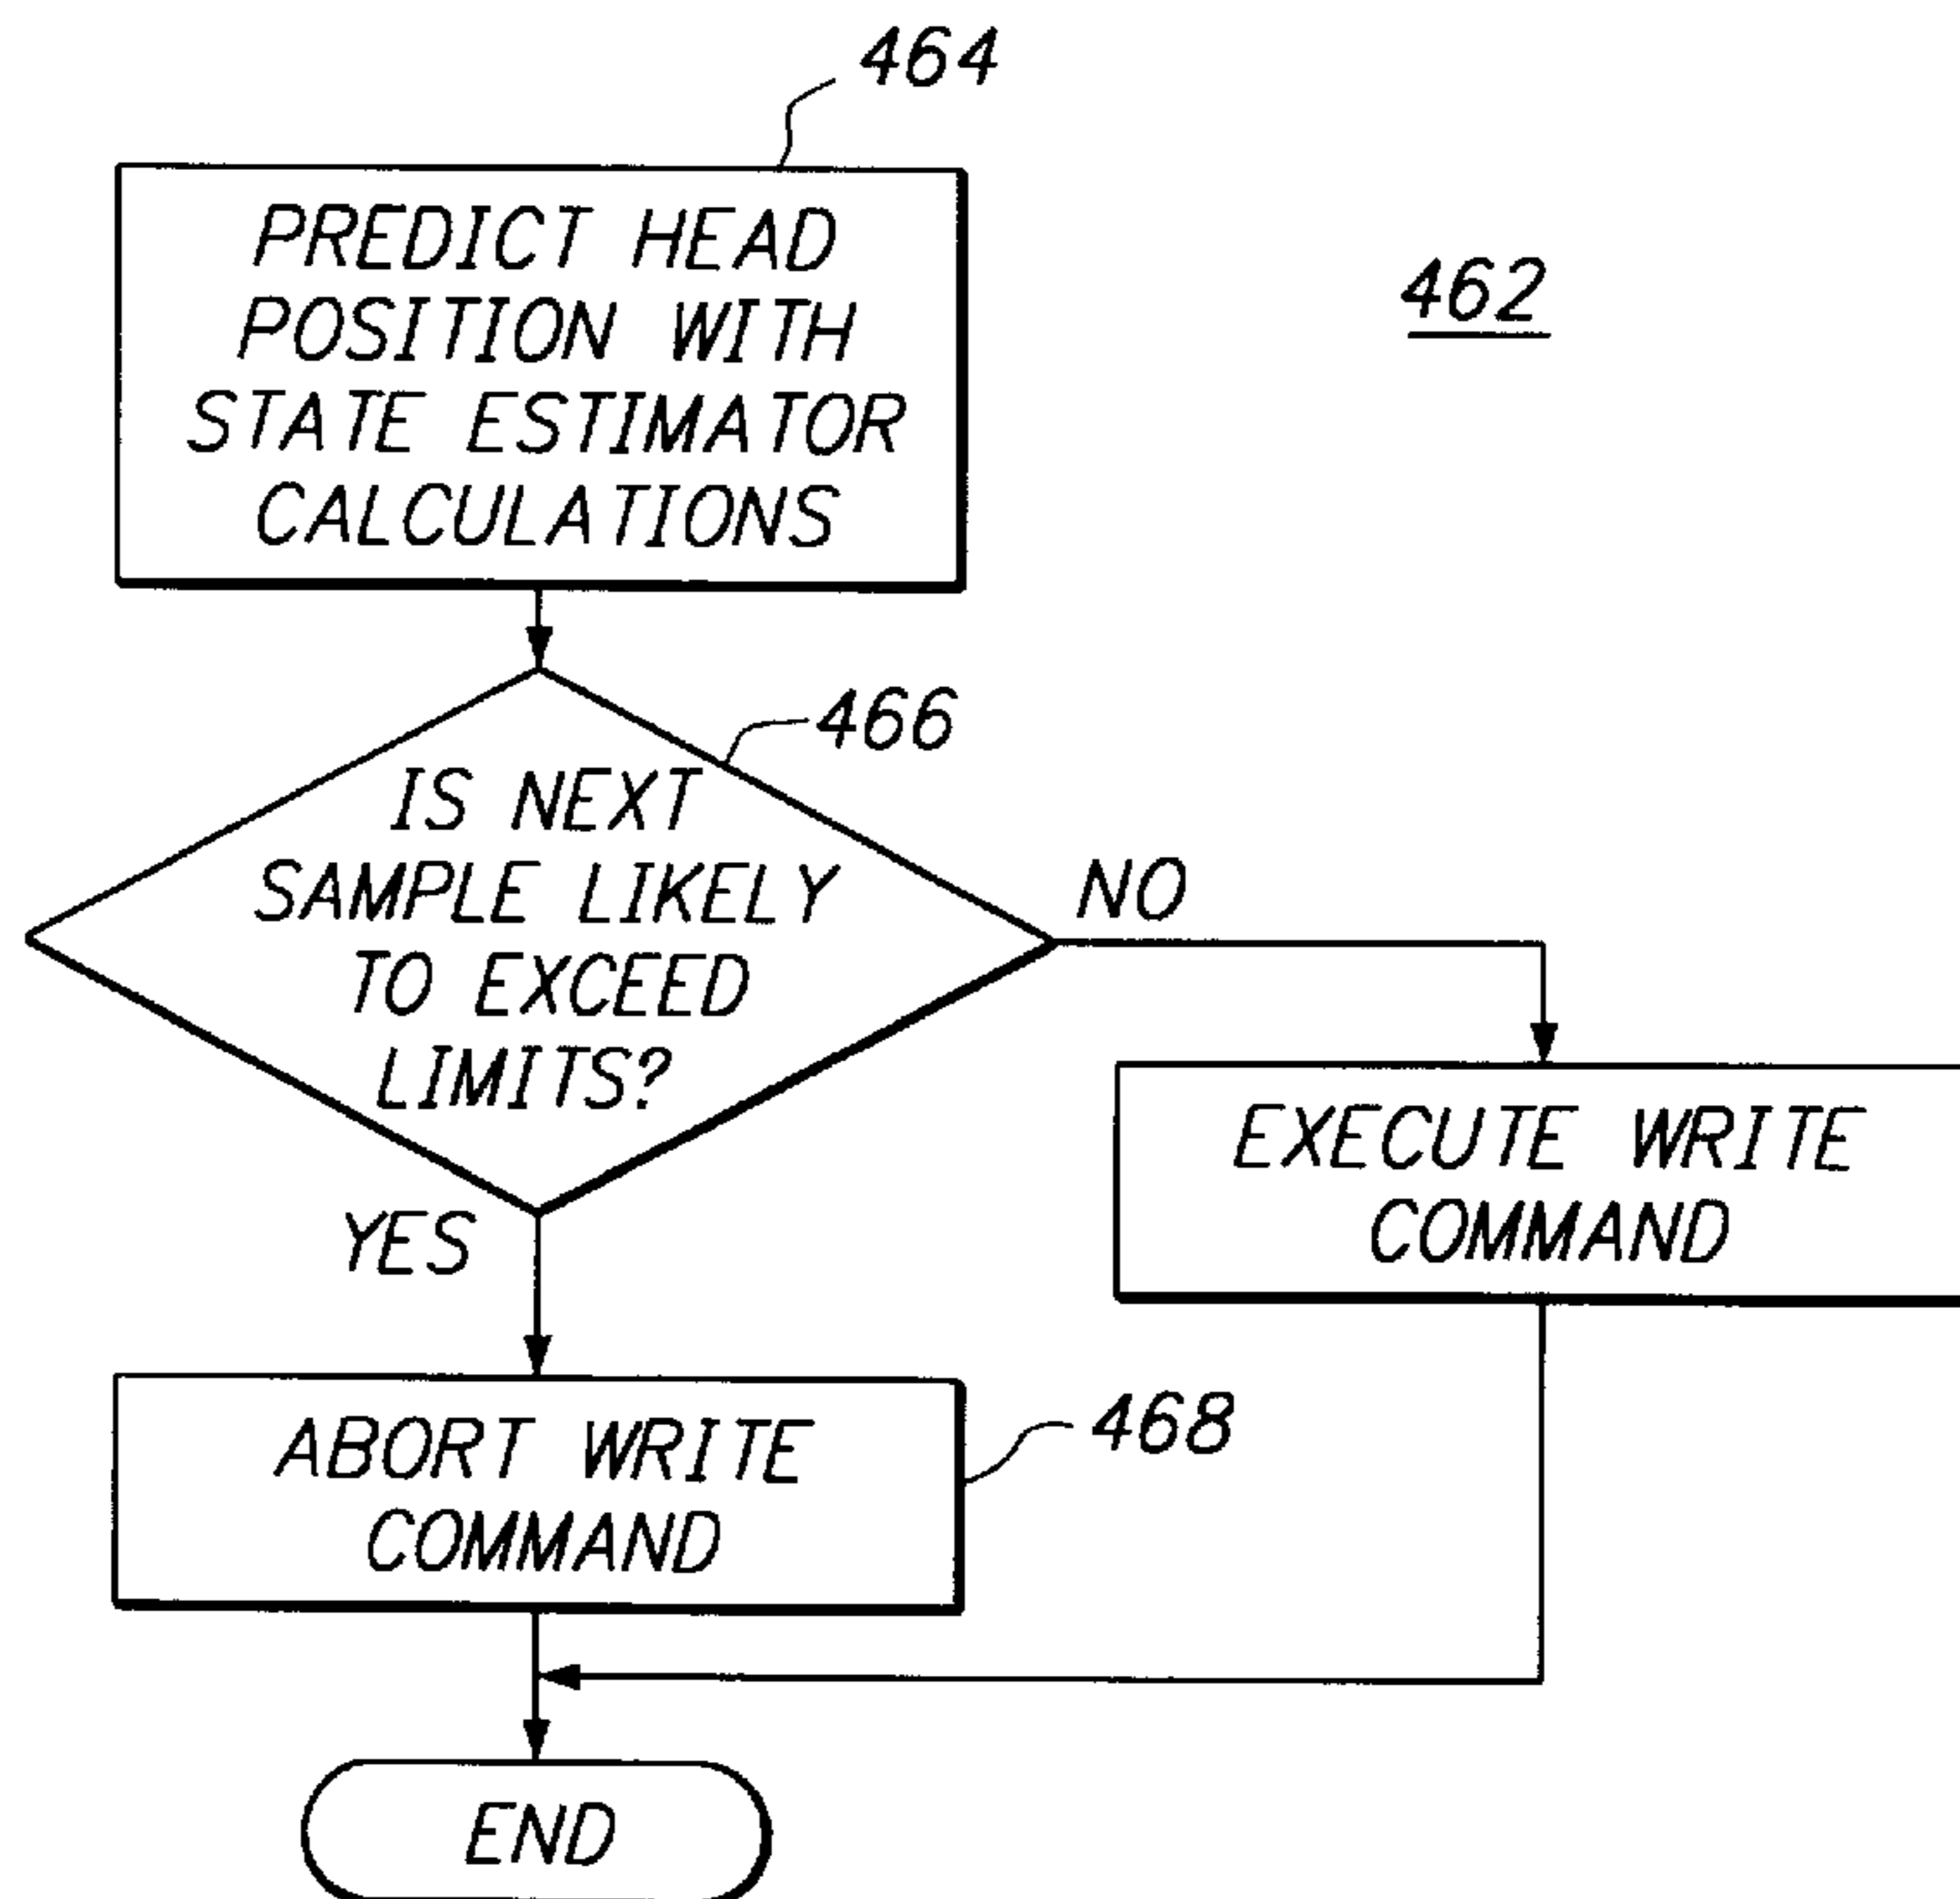 464
PREDICT HEAD
POSITION WITH
STATE ESTIMATOR
CALCULATIONS
462
466
IS NEXT
SAMPLE LIKELY
TO EXCEED
LIMITS?
NO
YES
EXECUTE WRITE
COMMAND
ABORT WRITE
COMMAND
468
END